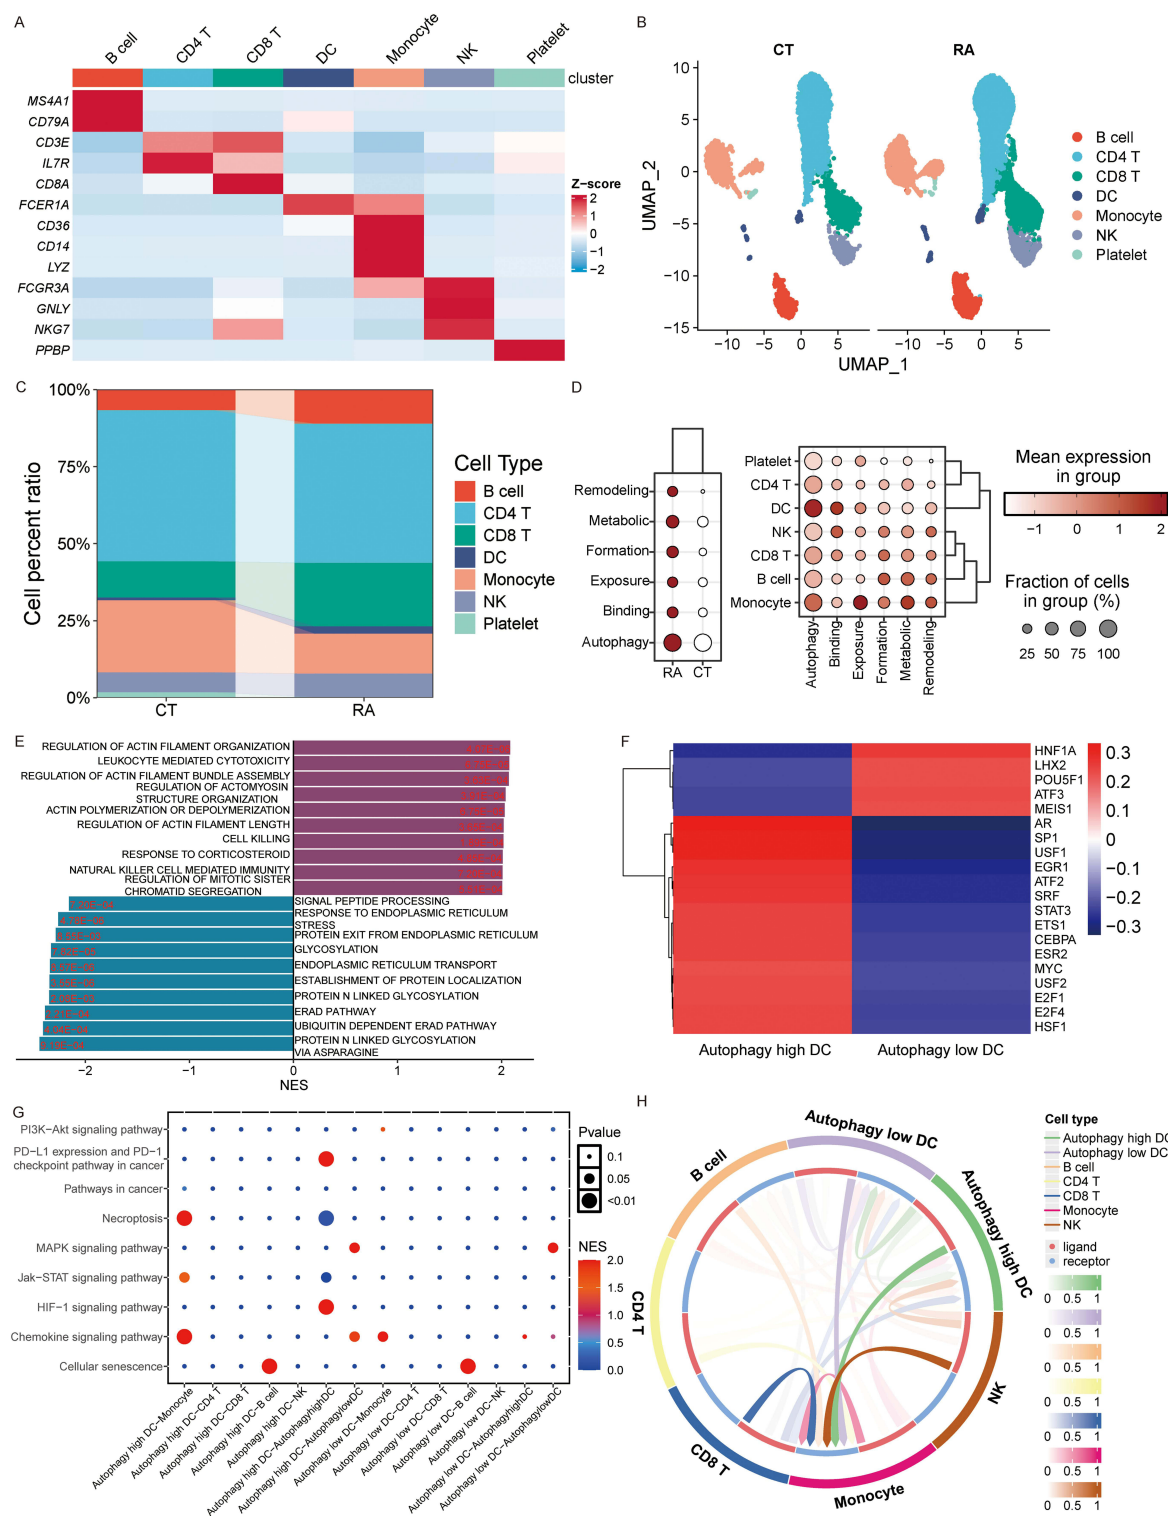 A
B cell
CD4 T
CD8 T
DC
Monocyte
NK
Platelet
cluster
MS4A1
CD79A
CD3E
IL7R
CD8A
FCER1A
CD36
CD14
LYZ
FCGR3A
GNLY
NKG7
PPBP
Z−score
2
1
0
−1
−2
B
CT
RA
UMAP_2
10
5
0
−5
−10
−15
−10
−5
0
5
−10
−5
0
5
UMAP_1
B cell
CD4 T
CD8 T
DC
Monocyte
NK
Platelet
C
Cell percent ratio
100%
75%
50%
25%
0%
CT
RA
Cell Type
B cell
CD4 T
CD8 T
DC
Monocyte
NK
Platelet
D
Remodeling
Metabolic
Formation
Exposure
Binding
Autophagy
RA
CT
Platelet
CD4 T
DC
NK
CD8 T
B cell
Monocyte
Autophagy
Binding
Exposure
Formation
Metabolic
Remodeling
Mean expression
in group
−1
0
1
2
Fraction of cells
in group (%)
25
50
75
100
E
REGULATION OF ACTIN FILAMENT ORGANIZATION
LEUKOCYTE MEDIATED CYTOTOXICITY
REGULATION OF ACTIN FILAMENT BUNDLE ASSEMBLY
REGULATION OF ACTOMYOSIN
STRUCTURE ORGANIZATION
ACTIN POLYMERIZATION OR DEPOLYMERIZATION
REGULATION OF ACTIN FILAMENT LENGTH
CELL KILLING
RESPONSE TO CORTICOSTEROID
NATURAL KILLER CELL MEDIATED IMMUNITY
REGULATION OF MITOTIC SISTER
CHROMATID SEGREGATION
SIGNAL PEPTIDE PROCESSING
RESPONSE TO ENDOPLASMIC RETICULUM
STRESS
PROTEIN EXIT FROM ENDOPLASMIC RETICULUM
GLYCOSYLATION
ENDOPLASMIC RETICULUM TRANSPORT
ESTABLISHMENT OF PROTEIN LOCALIZATION
PROTEIN N LINKED GLYCOSYLATION
ERAD PATHWAY
UBIQUITIN DEPENDENT ERAD PATHWAY
PROTEIN N LINKED GLYCOSYLATION
VIA ASPARAGINE
−2
−1
0
1
2
NES
F
HNF1A
LHX2
POU5F1
ATF3
MEIS1
AR
SP1
USF1
EGR1
ATF2
SRF
STAT3
ETS1
CEBPA
ESR2
MYC
USF2
E2F1
E2F4
HSF1
Autophagy high DC
Autophagy low DC
0.3
0.2
0.1
0
−0.1
−0.2
−0.3
G
PI3K−Akt signaling pathway
PD−L1 expression and PD−1
checkpoint pathway in cancer
Pathways in cancer
Necroptosis
MAPK signaling pathway
Jak−STAT signaling pathway
HIF−1 signaling pathway
Chemokine signaling pathway
Cellular senescence
Autophagy high DC−Monocyte
Autophagy high DC−CD4 T
Autophagy high DC−CD8 T
Autophagy high DC−B cell
Autophagy high DC−NK
Autophagy high DC−AutophagyhighDC
Autophagy high DC−AutophagylowDC
Autophagy low DC−Monocyte
Autophagy low DC−CD4 T
Autophagy low DC−CD8 T
Autophagy low DC−B cell
Autophagy low DC−NK
Autophagy low DC−AutophagyhighDC
Autophagy low DC−AutophagylowDC
Pvalue
0.1
0.05
<0.01
NES
2.0
1.5
1.0
0.5
0.0
H
Autophagy low DC
Autophagy high DC
NK
Monocyte
CD8 T
CD4 T
B cell
Cell type
Autophagy high DC
Autophagy low DC
B cell
CD4 T
CD8 T
Monocyte
NK
ligand
receptor
0 0.5 1
0 0.5 1
0 0.5 1
0 0.5 1
0 0.5 1
0 0.5 1
0 0.5 1